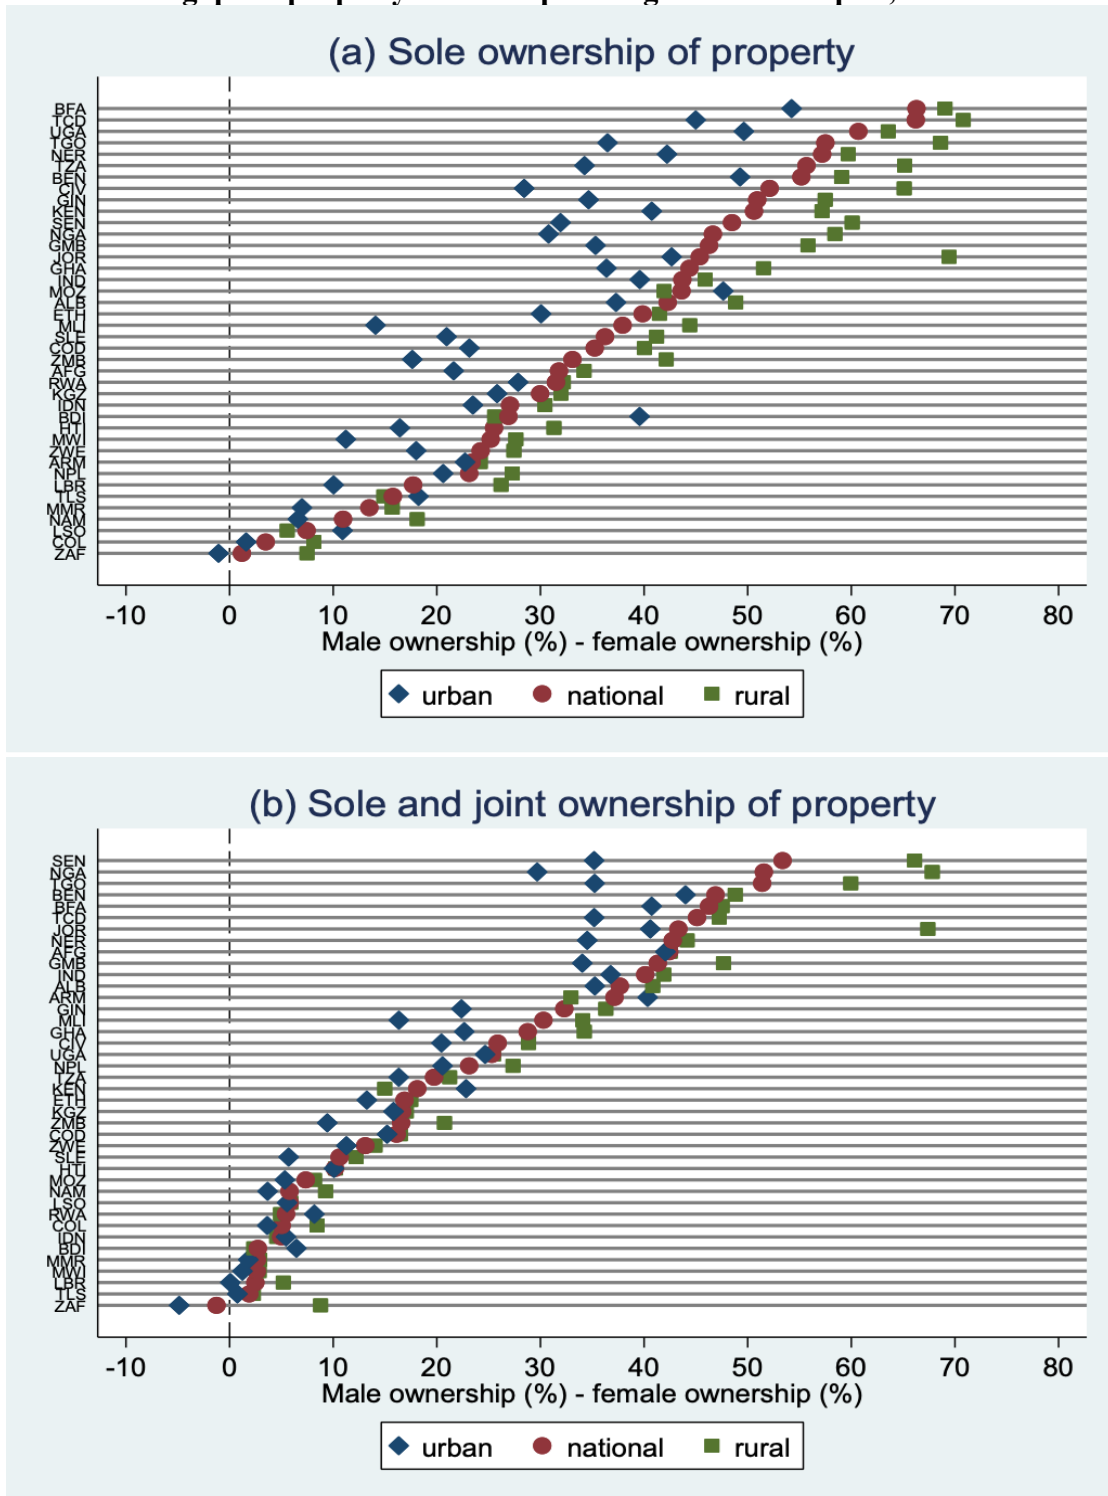 (a) Sole ownership of property
BFA
TCD
UGA
TGO
NER
TZA
BEN
CIV
GIN
KEN
SEN
NGA
GMB
JOR
GHA
IND
MOZ
ALB
ETH
MLI
SLE
COD
ZMB
AFG
RWA
KGZ
IDN
BDI
HTI
MWI
ZWE
ARM
NPL
LBR
TLS
MMR
NAM
LSO
COL
ZAF
-10 0 10 20 30 40 50 60 70 80
Male ownership (%) - female ownership (%)
urban national rural
(b) Sole and joint ownership of property
SEN
NGA
TGO
BEN
BFA
TCD
JOR
NER
AFG
GMB
IND
ALB
ARM
GIN
MLI
GHA
CIV
UGA
NPL
TZA
KEN
ETH
KGZ
ZMB
COD
ZWE
SLE
HTI
MOZ
NAM
LSO
RWA
COL
IDN
BDI
MMR
MWI
LBR
TLS
ZAF
-10 0 10 20 30 40 50 60 70 80
Male ownership (%) - female ownership (%)
urban national rural